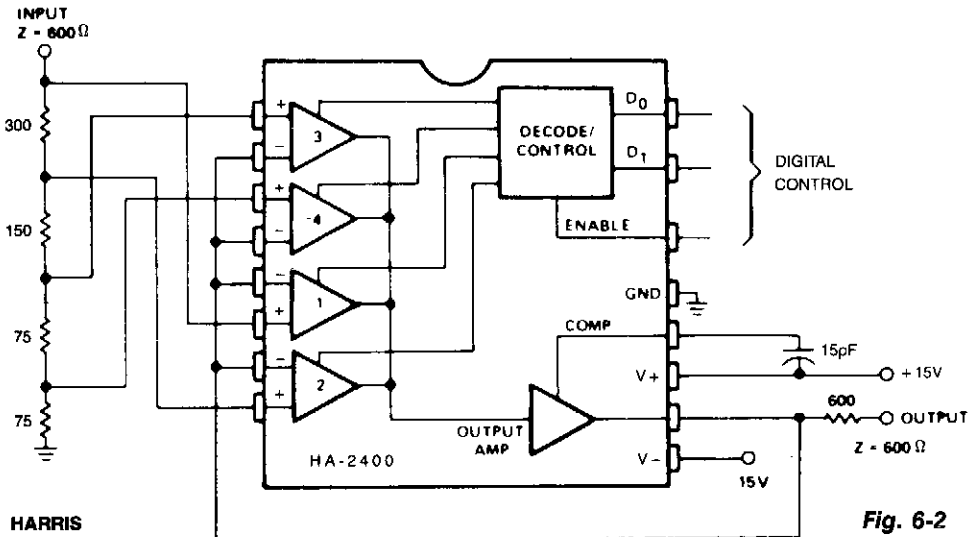 INPUT
Z - 600Ω
300
150
75
75
+
3
−
+
4
−
−
1
+
−
2
+
DECODE/
CONTROL
D0
D1
ENABLE
DIGITAL
CONTROL
GND
COMP
15pF
V+
+15V
600
OUTPUT
Z - 600Ω
OUTPUT
AMP
V−
15V
HA-2400
HARRIS
Fig. 6-2